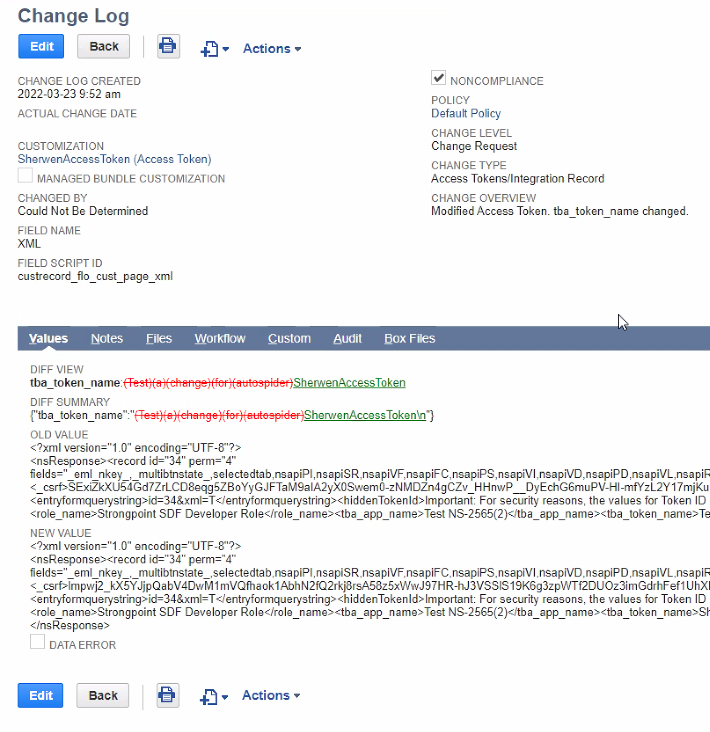 Change Log
Edit Back Actions
CHANGE LOG CREATED
2022-03-23 9:52 am
ACTUAL CHANGE DATE
CUSTOMIZATION
SherwenAccessToken (Access Token)
MANAGED BUNDLE CUSTOMIZATION
CHANGED BY
Could Not Be Determined
FIELD NAME
XML
FIELD SCRIPT ID
custrecord_flo_cust_page_xml
NONCOMPLIANCE
POLICY
Default Policy
CHANGE LEVEL
Change Request
CHANGE TYPE
Access Tokens/Integration Record
CHANGE OVERVIEW
Modified Access Token. tba_token_name changed.
Values Notes Files Workflow Custom Audit Box Files
DIFF VIEW
tba_token_name:(Test)(a)(change)(for)(autospider)SherwenAccessToken
DIFF SUMMARY
{"tba_token_name":"(Test)(a)(change)(for)(autospider)SherwenAccessToken\n"}
OLD VALUE
<?xml version="1.0" encoding="UTF-8"?>
<nsResponse><record id="34" perm="4"
fields="_eml_nkey_,_multibtnstate_,selectedtab,nsapiPI,nsapiSR,nsapiVF,nsapiFC,nsapiPS,nsapiVI,nsapiVD,nsapiPD,nsapiVL,nsapiR
<_csrf>SExiZkXU54Gd7ZrLCD8eqg5ZBoYyGJFTaM9alA2yX0Swem0-zNMDZn4gCZv_HHnwP__DyEchG6muPV-Hl-mfYzL2Y17mjKu
<entryformquerystring>id=34&xml=T</entryformquerystring><hiddenTokenId>Important: For security reasons, the values for Token ID
<role_name>Strongpoint SDF Developer Role</role_name><tba_app_name>Test NS-2565(2)</tba_app_name><tba_token_name>Te
NEW VALUE
<?xml version="1.0" encoding="UTF-8"?>
<nsResponse><record id="34" perm="4"
fields="_eml_nkey_,_multibtnstate_,selectedtab,nsapiPI,nsapiSR,nsapiVF,nsapiFC,nsapiPS,nsapiVI,nsapiVD,nsapiPD,nsapiVL,nsapiR
<_csrf>Impwj2_kX5YJjpQabV4DwM1mVQfhaok1AbhN2fQ2rkj8rsA58z5xWwJ97HR-hJ3VSSlS19K6g3zpWTf2DUOz3imGdrhFef1UhX
<entryformquerystring>id=34&xml=T</entryformquerystring><hiddenTokenId>Important: For security reasons, the values for Token ID
<role_name>Strongpoint SDF Developer Role</role_name><tba_app_name>Test NS-2565(2)</tba_app_name><tba_token_name>Sh
</nsResponse>
DATA ERROR
Edit Back Actions